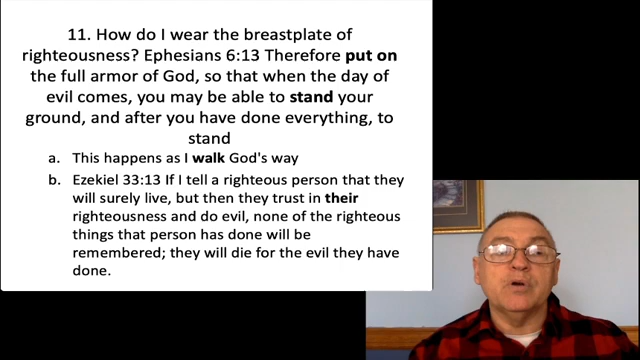 11. How do I wear the breastplate of
righteousness? Ephesians 6:13 Therefore put on
the full armor of God, so that when the day of
evil comes, you may be able to stand your
ground, and after you have done everything, to
stand
a. This happens as I walk God's way
b. Ezekiel 33:13 If I tell a righteous person that they
will surely live, but then they trust in their
righteousness and do evil, none of the righteous
things that person has done will be
remembered; they will die for the evil they have
done.